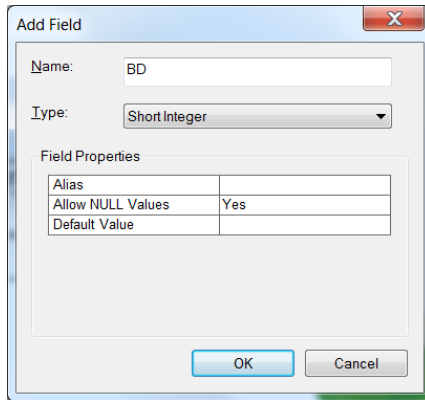 Add Field
Name: BD
Type: Short Integer
Field Properties
Alias
Allow NULL Values Yes
Default Value
OK Cancel